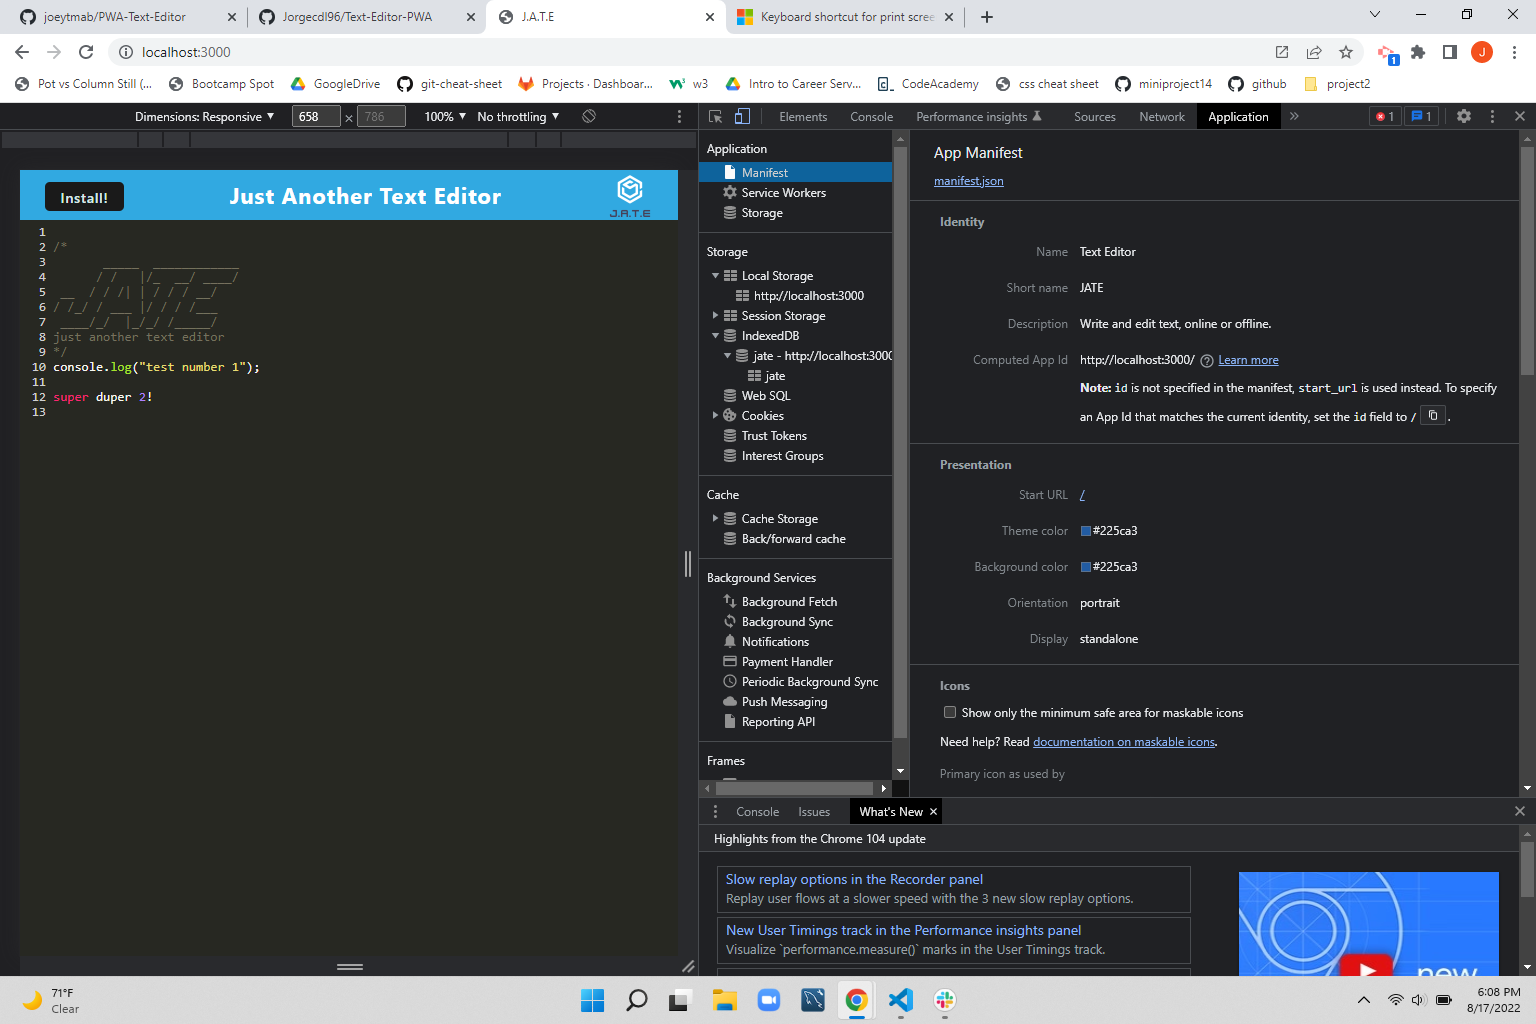 joeytmab/PWA-Text-Editor
Jorgecdl96/Text-Editor-PWA
J.A.T.E
Keyboard shortcut for print scree
localhost:3000
1
J
Pot vs Column Still (...
Bootcamp Spot
GoogleDrive
git-cheat-sheet
Projects · Dashboar...
w3
Intro to Career Serv...
CodeAcademy
css cheat sheet
miniproject14
github
project2
Dimensions: Responsive
658
×
786
100%
No throttling
Elements
Console
Performance insights
Sources
Network
Application
1
1
Install!
Just Another Text Editor
J.A.T.E
1
2 /*
3        _____  ____________
4       / /   |/_  __/ ____/
5  __  / / /| | / / / __/
6 / /_/ / ___ |/ / / /___
7  ____/_/  |_/_/ /_____/
8 just another text editor
9 */
10 console.log("test number 1");
11
12 super duper 2!
13
Application
Manifest
Service Workers
Storage
Storage
Local Storage
http://localhost:3000
Session Storage
IndexedDB
jate - http://localhost:3000
jate
Web SQL
Cookies
Trust Tokens
Interest Groups
Cache
Cache Storage
Back/forward cache
Background Services
Background Fetch
Background Sync
Notifications
Payment Handler
Periodic Background Sync
Push Messaging
Reporting API
Frames
App Manifest
manifest.json
Identity
Name Text Editor
Short name JATE
Description Write and edit text, online or offline.
Computed App Id http://localhost:3000/ ? Learn more
Note: id is not specified in the manifest, start_url is used instead. To specify
an App Id that matches the current identity, set the id field to / .
Presentation
Start URL /
Theme color #225ca3
Background color #225ca3
Orientation portrait
Display standalone
Icons
Show only the minimum safe area for maskable icons
Need help? Read documentation on maskable icons.
Primary icon as used by
Console
Issues
What's New
Highlights from the Chrome 104 update
Slow replay options in the Recorder panel
Replay user flows at a slower speed with the 3 new slow replay options.
New User Timings track in the Performance insights panel
Visualize `performance.measure()` marks in the User Timings track.
new
71°F
Clear
6:08 PM
8/17/2022